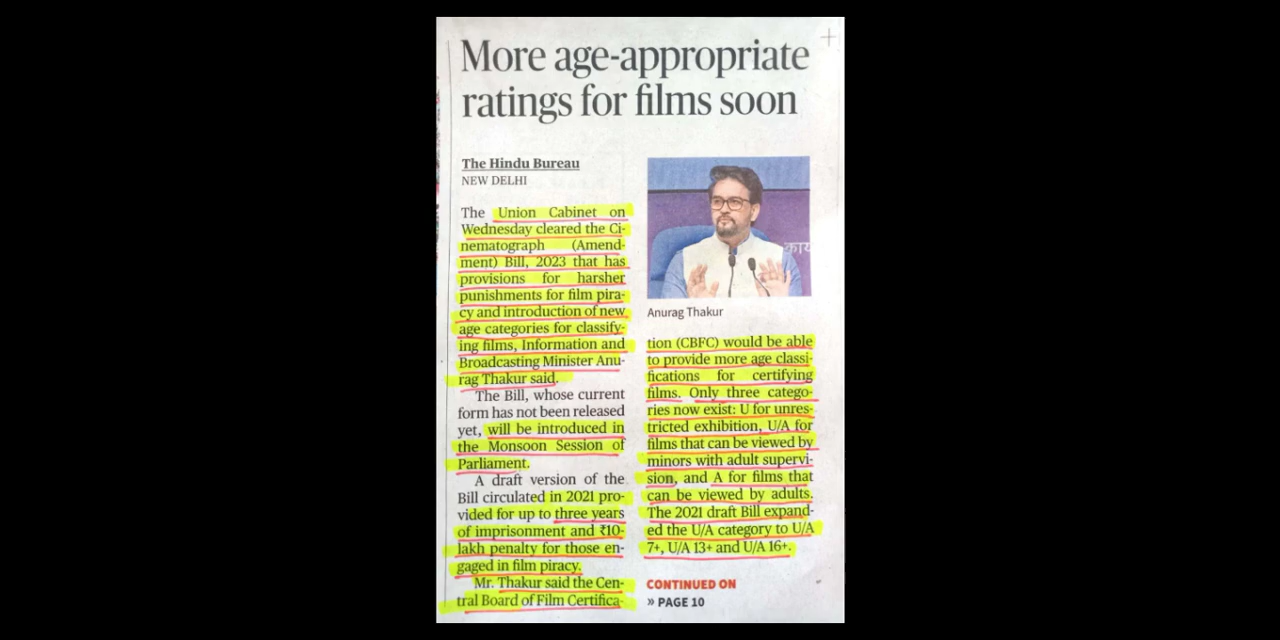 More age-appropriate
ratings for films soon
The Hindu Bureau
NEW DELHI
The Union Cabinet on
Wednesday cleared the Ci-
nematograph (Amend-
ment) Bill, 2023 that has
provisions for harsher
punishments for film pira-
cy and introduction of new
age categories for classify-
ing films, Information and
Broadcasting Minister Anu-
rag Thakur said.
The Bill, whose current
form has not been released
yet, will be introduced in
the Monsoon Session of
Parliament.
A draft version of the
Bill circulated in 2021 pro-
vided for up to three years
of imprisonment and ₹10-
lakh penalty for those en-
gaged in film piracy.
Mr. Thakur said the Cen-
tral Board of Film Certifica-
काय
Anurag Thakur
tion (CBFC) would be able
to provide more age classi-
fications for certifying
films. Only three catego-
ries now exist: U for unres-
tricted exhibition, U/A for
films that can be viewed by
minors with adult supervi-
sion, and A for films that
can be viewed by adults.
The 2021 draft Bill expand-
ed the U/A category to U/A
7+, U/A 13+ and U/A 16+.
CONTINUED ON
» PAGE 10